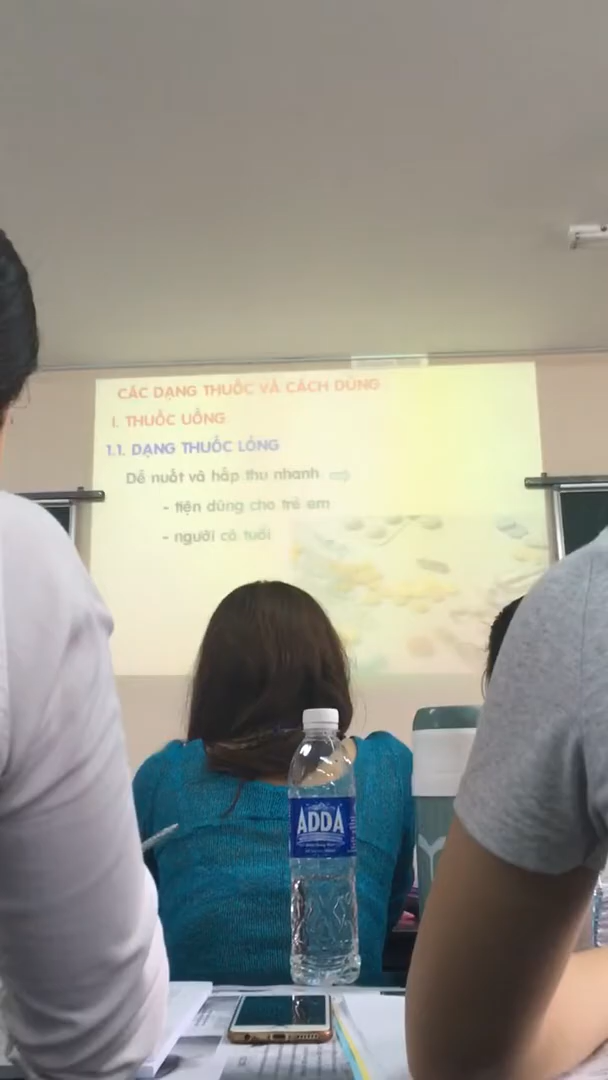 CÁC DẠNG THUỐC VÀ CÁCH DÙNG
I. THUỐC UỐNG
1.1. DẠNG THUỐC LỎNG
Dễ nuốt và hấp thu nhanh
- tiện dùng cho trẻ em
- người có tuổi
ADDA